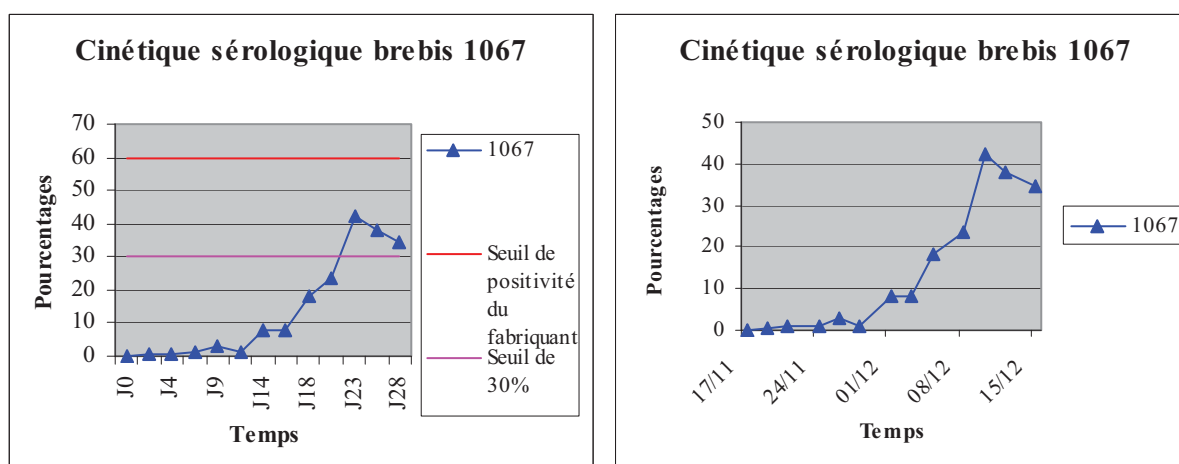 Cinétique sérologique brebis 1067
Pourcentages
70
60
50
40
30
20
10
0
J0
J4
J9
J14
J18
J23
J28
Temps
1067
Seuil de
positivité
du
fabriquant
Seuil de
30%
Cinétique sérologique brebis 1067
Pourcentages
50
40
30
20
10
0
17/11
24/11
01/12
08/12
15/12
Temps
1067